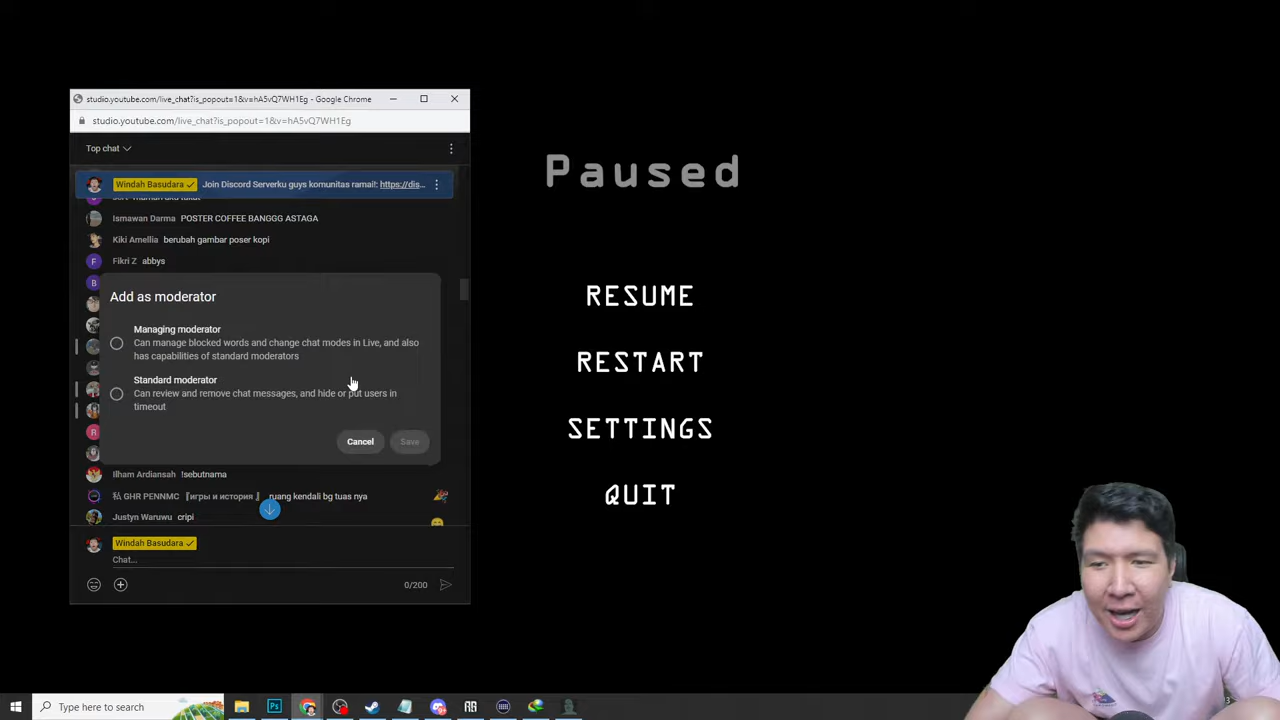 studio.youtube.com/live_chat?is_popout=1&v=hA5vQ7WH1Eg - Google Chrome
studio.youtube.com/live_chat?is_popout=1&v=hA5vQ7WH1Eg
Top chat
Windah Basudara Join Discord Serverku guys komunitas ramai!: https://dis...
Ismawan Darma POSTER COFFEE BANGGG ASTAGA
Kiki Amellia berubah gambar poser kopi
Fikri Z abbys
Add as moderator
Managing moderator
Can manage blocked words and change chat modes in Live, and also
has capabilities of standard moderators
Standard moderator
Can review and remove chat messages, and hide or put users in
timeout
Cancel Save
Ilham Ardiansah !sebutnama
私 GHR PENNMC 『игры и история 』 ruang kendali bg tuas nya
Justyn Waruwu cripi
Windah Basudara
Chat...
0/200
Paused
RESUME
RESTART
SETTINGS
QUIT
Type here to search